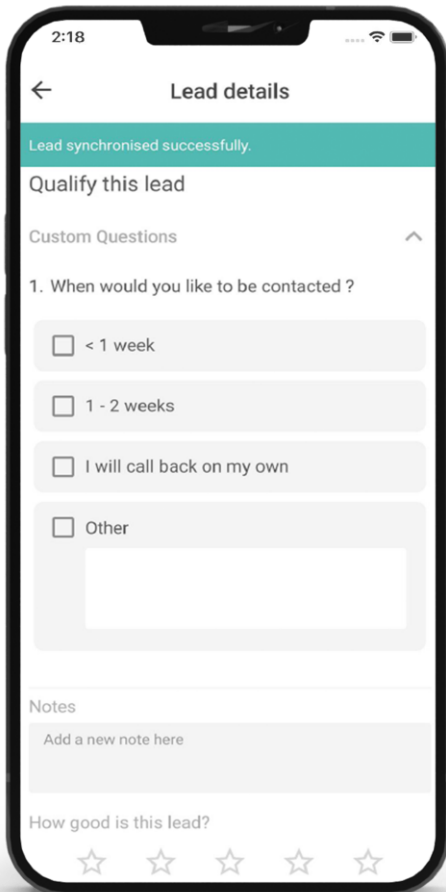 2:18
Lead details
Lead synchronised successfully.
Qualify this lead
Custom Questions
1. When would you like to be contacted ?
< 1 week
1 - 2 weeks
I will call back on my own
Other
Notes
Add a new note here
How good is this lead?